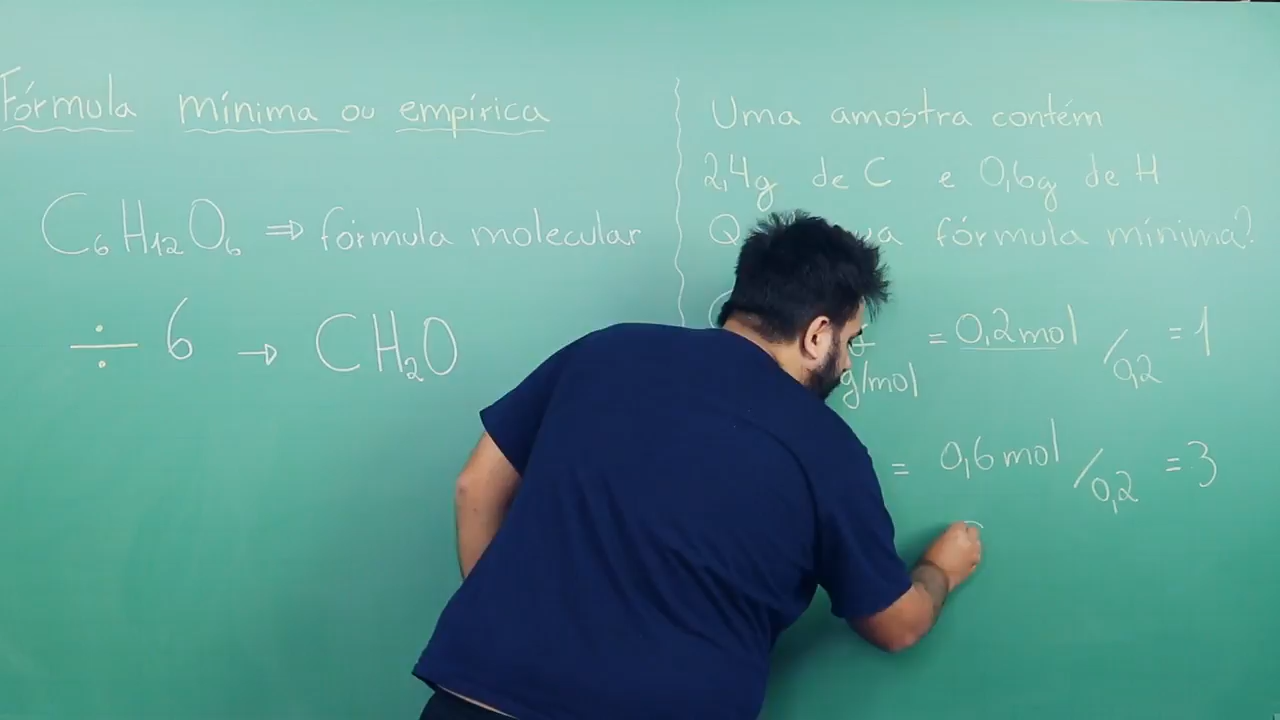 Fórmula mínima ou empírica
C₆H₁₂O₆ ⇒ fórmula molecular
÷ 6 → CH₂O
Uma amostra contém
2,4g de C e 0,6g de H
fórmula mínima?
= 0,2 mol /0,2 = 1
g/mol
= 0,6 mol /0,2 = 3